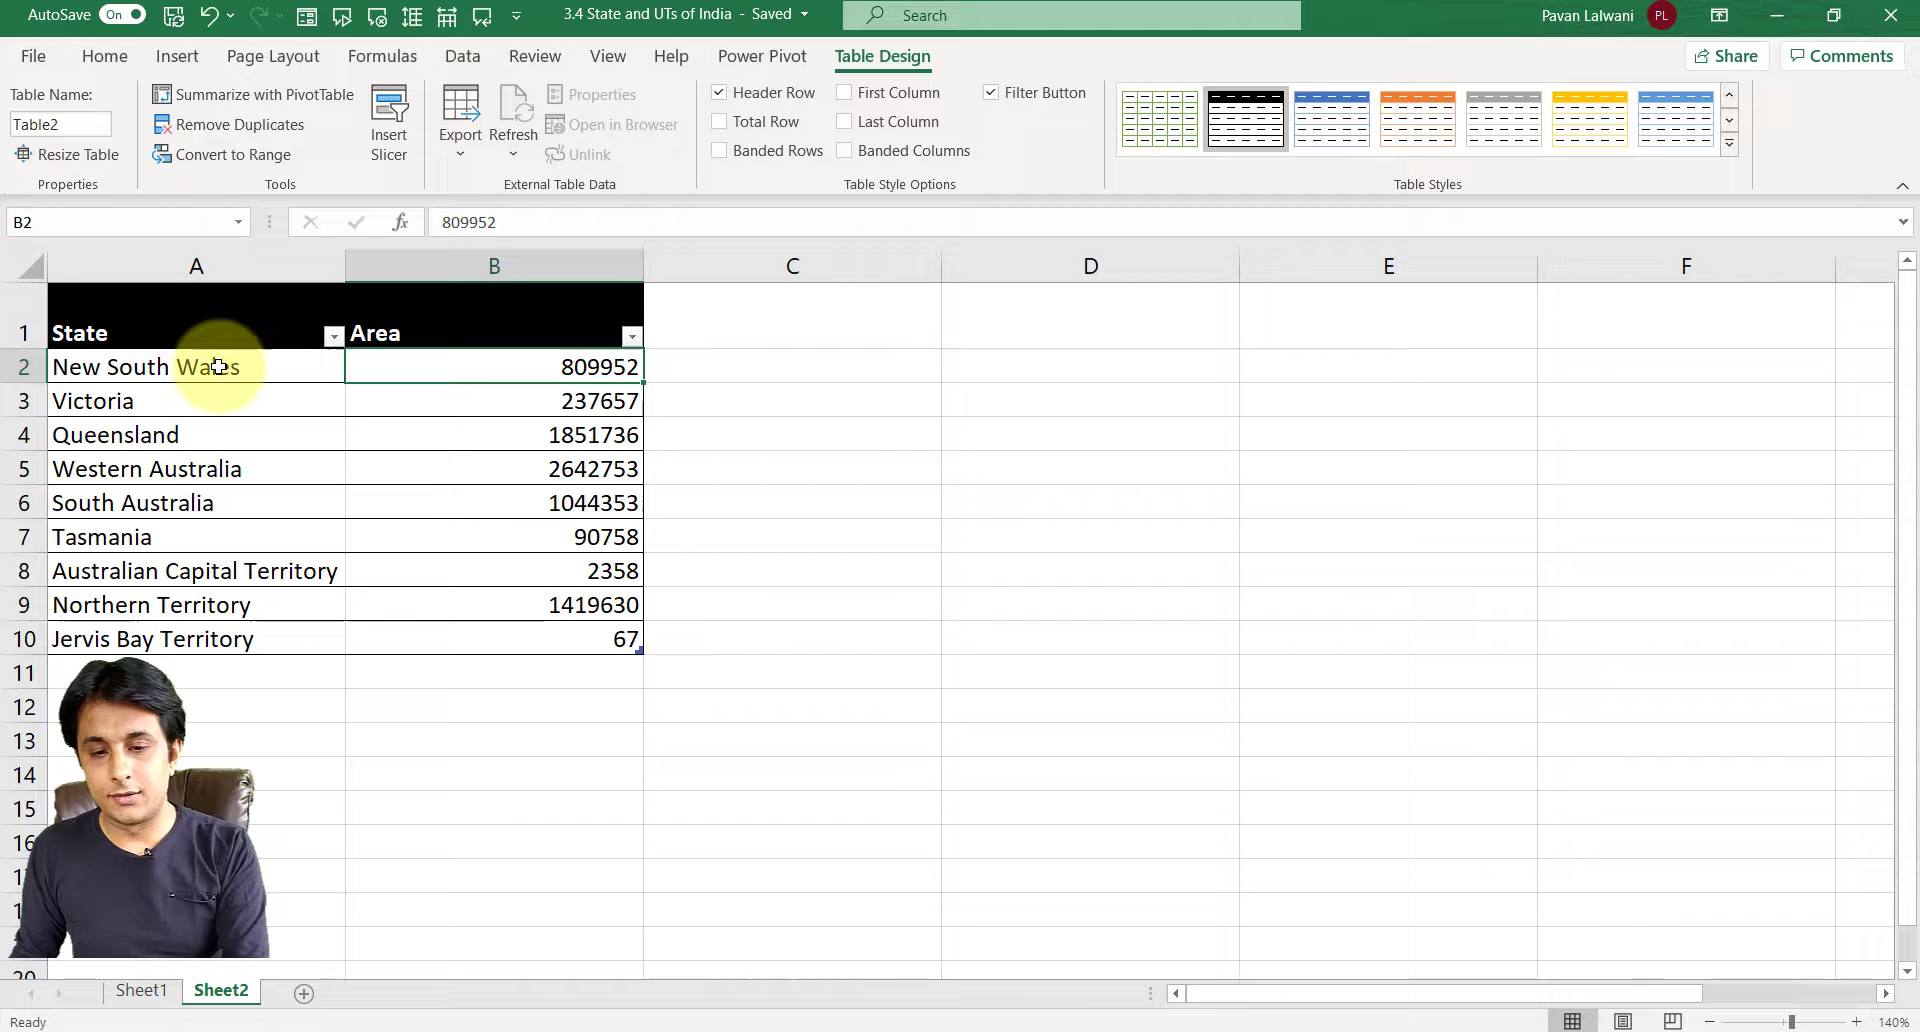 AutoSave On 3.4 State and UTs of India - Saved Search Pavan Lalwani PL
File Home Insert Page Layout Formulas Data Review View Help Power Pivot Table Design Share Comments
Table Name:
Table2
Resize Table
Properties
Summarize with PivotTable
Remove Duplicates
Convert to Range
Tools
Insert
Slicer
Export
Refresh
Properties
Open in Browser
Unlink
External Table Data
Header Row
Total Row
Banded Rows
First Column
Last Column
Banded Columns
Filter Button
Table Style Options
Table Styles
B2 fx 809952
A B C D E F
1 State Area
2 New South Wales 809952
3 Victoria 237657
4 Queensland 1851736
5 Western Australia 2642753
6 South Australia 1044353
7 Tasmania 90758
8 Australian Capital Territory 2358
9 Northern Territory 1419630
10 Jervis Bay Territory 67
11
12
13
14
15
16
20
Sheet1 Sheet2
Ready 140%